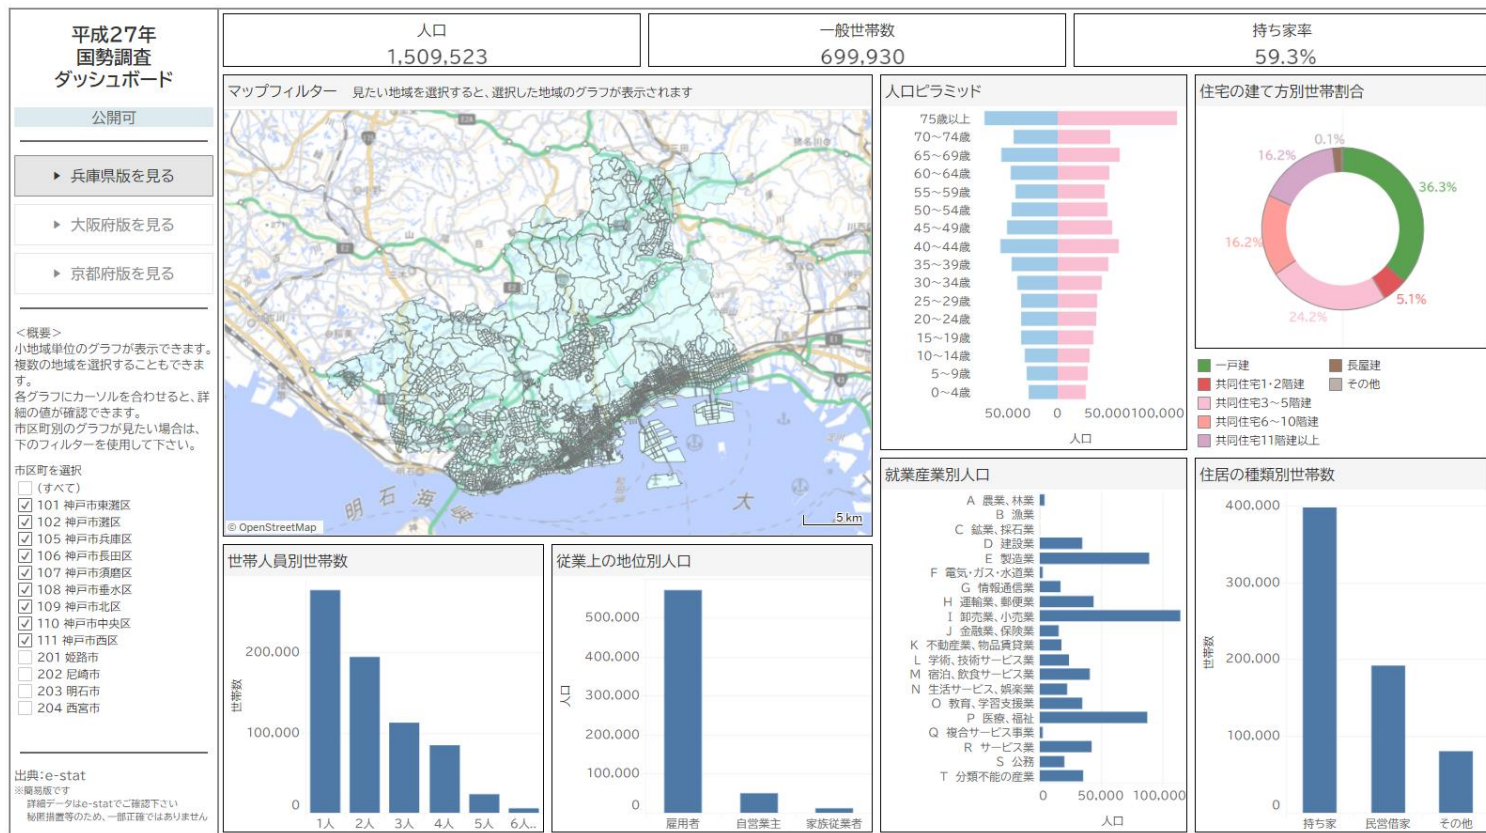 平成27年
国勢調査
ダッシュボード
公開可
▶ 兵庫県版を見る
▶ 大阪府版を見る
▶ 京都府版を見る
<概要>
小地域単位のグラフが表示できます。
複数の地域を選択することもできま
す。
各グラフにカーソルを合わせると、詳
細の値が確認できます。
市区町別のグラフが見たい場合は、
下のフィルターを使用して下さい。
市区町を選択
(すべて)
101 神戸市東灘区
102 神戸市灘区
105 神戸市兵庫区
106 神戸市長田区
107 神戸市須磨区
108 神戸市垂水区
109 神戸市北区
110 神戸市中央区
111 神戸市西区
201 姫路市
202 尼崎市
203 明石市
204 西宮市
出典:e-stat
※簡易版です
詳細データはe-statでご確認下さい
秘匿措置等のため、一部正確ではありません
人口
1,509,523
一般世帯数
699,930
持ち家率
59.3%
マップフィルター 見たい地域を選択すると、選択した地域のグラフが表示されます
明石海峡
大
© OpenStreetMap
5 km
人口ピラミッド
75歳以上
70~74歳
65~69歳
60~64歳
55~59歳
50~54歳
45~49歳
40~44歳
35~39歳
30~34歳
25~29歳
20~24歳
15~19歳
10~14歳
5~9歳
0~4歳
50,000 0 50,000 100,000
人口
住宅の建て方別世帯割合
0.1%
16.2%
36.3%
16.2%
5.1%
24.2%
一戸建
長屋建
共同住宅1・2階建
その他
共同住宅3~5階建
共同住宅6~10階建
共同住宅11階建以上
世帯人員別世帯数
200,000
100,000
0
世帯数
1人 2人 3人 4人 5人 6人..
従業上の地位別人口
500,000
400,000
300,000
200,000
100,000
0
人口
雇用者 自営業主 家族従業者
就業産業別人口
A 農業、林業
B 漁業
C 鉱業、採石業
D 建設業
E 製造業
F 電気・ガス・水道業
G 情報通信業
H 運輸業、郵便業
I 卸売業、小売業
J 金融業、保険業
K 不動産業、物品賃貸業
L 学術、技術サービス業
M 宿泊、飲食サービス業
N 生活サービス、娯楽業
O 教育、学習支援業
P 医療、福祉
Q 複合サービス事業
R サービス業
S 公務
T 分類不能の産業
0 50,000 100,000
人口
住居の種類別世帯数
400,000
300,000
200,000
100,000
0
世帯数
持ち家 民営借家 その他